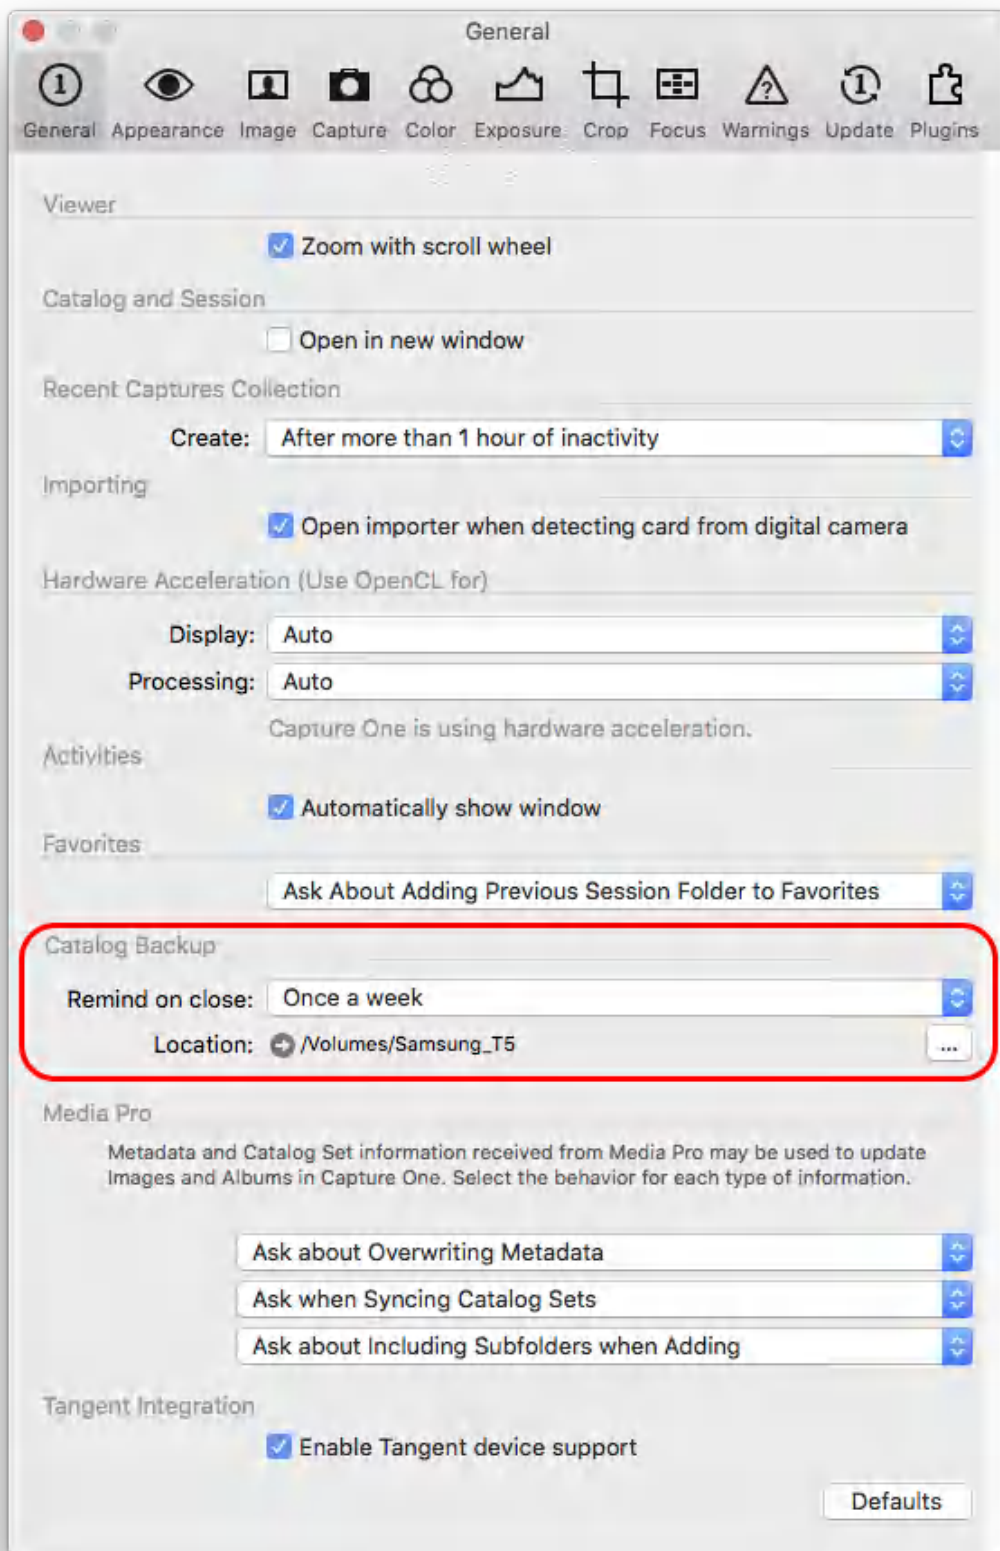 General
General Appearance Image Capture Color Exposure Crop Focus Warnings Update Plugins
Viewer
Zoom with scroll wheel
Catalog and Session
Open in new window
Recent Captures Collection
Create: After more than 1 hour of inactivity
Importing
Open importer when detecting card from digital camera
Hardware Acceleration (Use OpenCL for)
Display: Auto
Processing: Auto
Capture One is using hardware acceleration.
Activities
Automatically show window
Favorites
Ask About Adding Previous Session Folder to Favorites
Catalog Backup
Remind on close: Once a week
Location: /Volumes/Samsung_T5 ...
Media Pro
Metadata and Catalog Set information received from Media Pro may be used to update
Images and Albums in Capture One. Select the behavior for each type of information.
Ask about Overwriting Metadata
Ask when Syncing Catalog Sets
Ask about Including Subfolders when Adding
Tangent Integration
Enable Tangent device support
Defaults